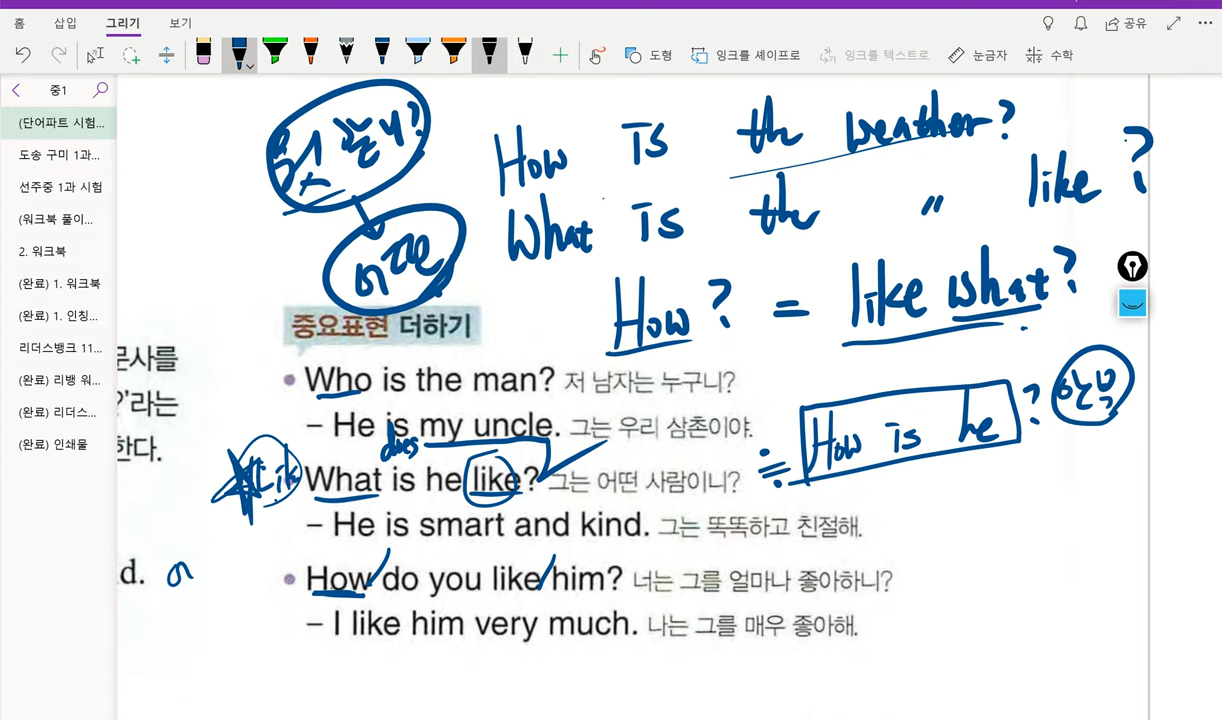 홈 삽입 그리기 보기
공유
도형 잉크를 셰이프로 잉크를 텍스트로 눈금자 수학
중1
(단어파트 시험...
도송 구미 1과...
선주중 1과 시험
(워크북 풀이...
2. 워크북
(완료) 1. 워크북
(완료) 1. 인칭...
리더스뱅크 11...
(완료) 리뱅 워...
(완료) 리더스...
(완료) 인쇄물
How is the weather?
What is the 〃 like?
How? = like what?
How is he ? 안부
문사를
?'라는
한다.
d.
중요표현 더하기
• Who is the man? 저 남자는 누구니?
– He is my uncle. 그는 우리 삼촌이야.
does
What is he like? 그는 어떤 사람이니?
– He is smart and kind. 그는 똑똑하고 친절해.
• How do you like him? 너는 그를 얼마나 좋아하니?
– I like him very much. 나는 그를 매우 좋아해.